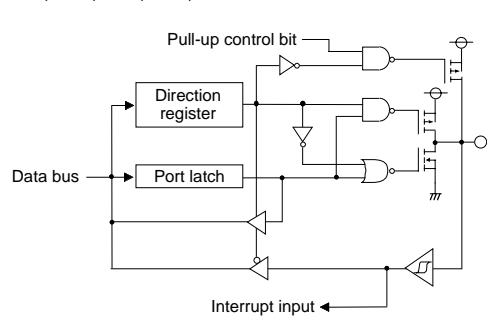 Pull-up control bit
Direction
register
Data bus
Port latch
Interrupt input